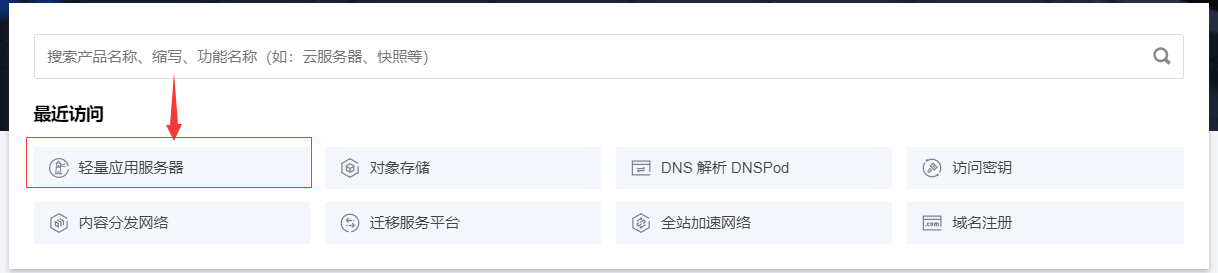 搜索产品名称、缩写、功能名称（如：云服务器、快照等）
最近访问
轻量应用服务器
对象存储
DNS 解析 DNSPod
访问密钥
内容分发网络
迁移服务平台
全站加速网络
.com
域名注册